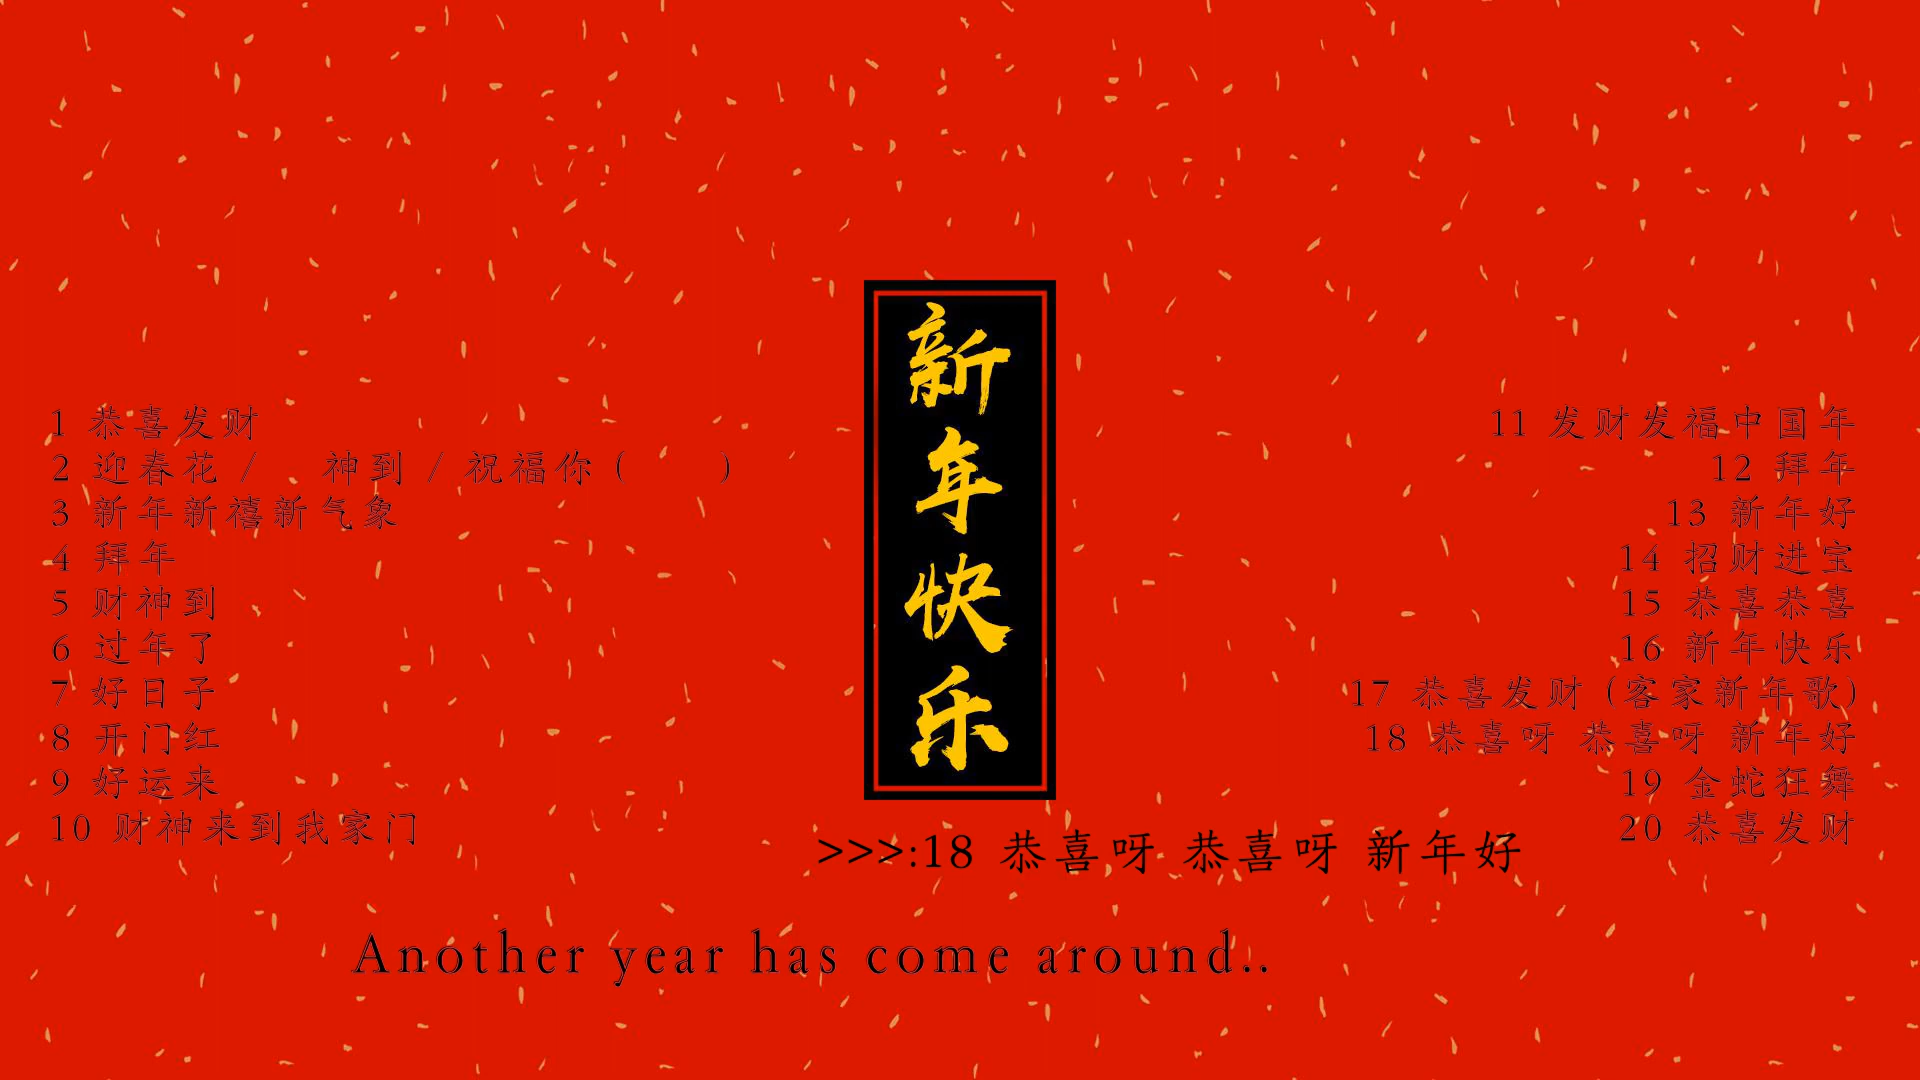 新年快乐
1 恭喜发财
2 迎春花 / 神到 / 祝福你 ( )
3 新年新禧新气象
4 拜年
5 财神到
6 过年了
7 好日子
8 开门红
9 好运来
10 财神来到我家门
11 发财发福中国年
12 拜年
13 新年好
14 招财进宝
15 恭喜恭喜
16 新年快乐
17 恭喜发财 (客家新年歌)
18 恭喜呀 恭喜呀 新年好
19 金蛇狂舞
20 恭喜发财
>>>:18 恭喜呀 恭喜呀 新年好
Another year has come around..